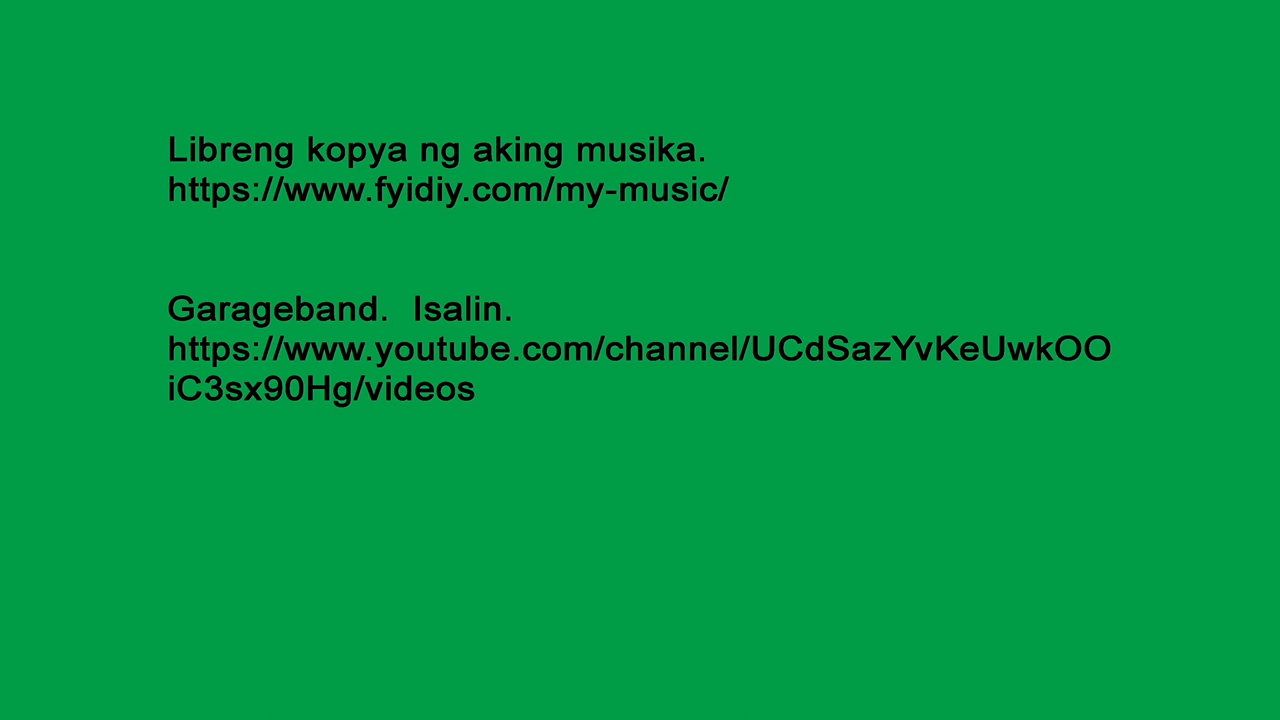 Libreng kopya ng aking musika.
https://www.fyidiy.com/my-music/
Garageband.  Isalin.
https://www.youtube.com/channel/UCdSazYvKeUwkOO
iC3sx90Hg/videos